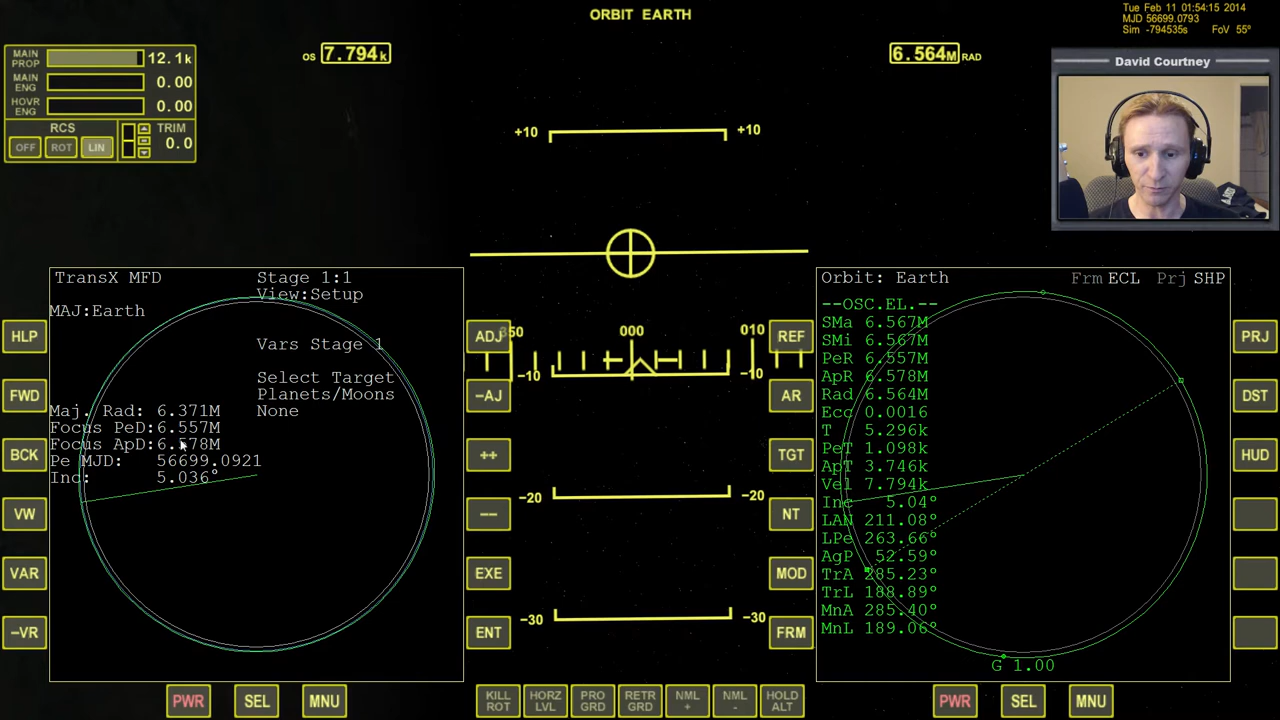 ORBIT EARTH
Tue Feb 11 01:54:15 2014
MJD 56699.0793
Sim -794535s FoV 55°
MAIN PROP 12.1k
MAIN ENG 0.00
HOVR ENG 0.00
RCS TRIM
OFF ROT LIN 0.0
OS 7.794k
6.564M RAD
David Courtney
+10 +10
350 000 010
-10 -10
-20 -20
-30 -30
TransX MFD Stage 1:1
View:Setup
MAJ:Earth
Vars Stage 1
Select Target
Planets/Moons
None
Maj. Rad: 6.371M
Focus PeD:6.557M
Focus ApD:6.578M
Pe MJD: 56699.0921
Inc: 5.036°
HLP
FWD
BCK
VW
VAR
-VR
ADJ
-AJ
++
--
EXE
ENT
PWR SEL MNU
KILL ROT
HORZ LVL
PRO GRD
RETR GRD
NML +
NML -
HOLD ALT
Orbit: Earth Frm ECL Prj SHP
--OSC.EL.--
SMa 6.567M
SMi 6.567M
PeR 6.557M
ApR 6.578M
Rad 6.564M
Ecc 0.0016
T 5.296k
PeT 1.098k
ApT 3.746k
Vel 7.794k
Inc 5.04°
LAN 211.08°
LPe 263.66°
AgP 52.59°
TrA 285.23°
TrL 188.89°
MnA 285.40°
MnL 189.06°
G 1.00
REF
AR
TGT
NT
MOD
FRM
PRJ
DST
HUD
PWR SEL MNU